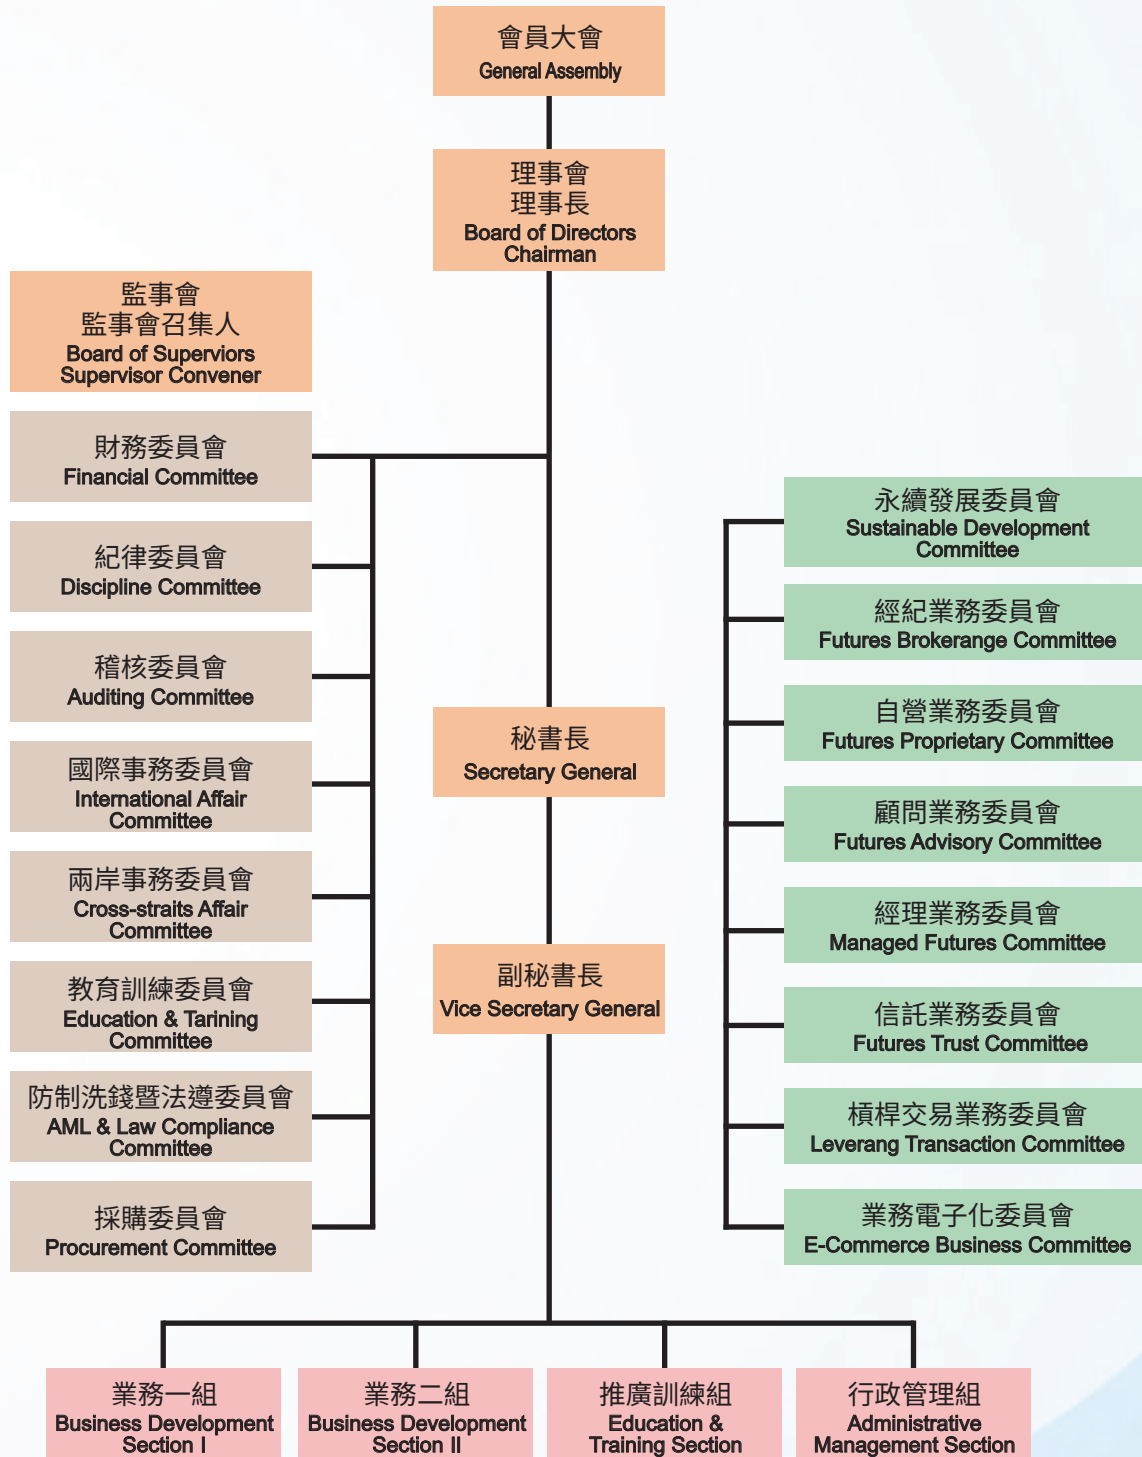 會員大會
General Assembly
理事會
理事長
Board of Directors
Chairman
監事會
監事會召集人
Board of Superviors
Supervisor Convener
財務委員會
Financial Committee
紀律委員會
Discipline Committee
稽核委員會
Auditing Committee
國際事務委員會
International Affair
Committee
兩岸事務委員會
Cross-straits Affair
Committee
教育訓練委員會
Education & Tarining
Committee
防制洗錢暨法遵委員會
AML & Law Compliance
Committee
採購委員會
Procurement Committee
秘書長
Secretary General
副秘書長
Vice Secretary General
永續發展委員會
Sustainable Development
Committee
經紀業務委員會
Futures Brokerange Committee
自營業務委員會
Futures Proprietary Committee
顧問業務委員會
Futures Advisory Committee
經理業務委員會
Managed Futures Committee
信託業務委員會
Futures Trust Committee
槓桿交易業務委員會
Leverang Transaction Committee
業務電子化委員會
E-Commerce Business Committee
業務一組
Business Development
Section I
業務二組
Business Development
Section II
推廣訓練組
Education &
Training Section
行政管理組
Administrative
Management Section